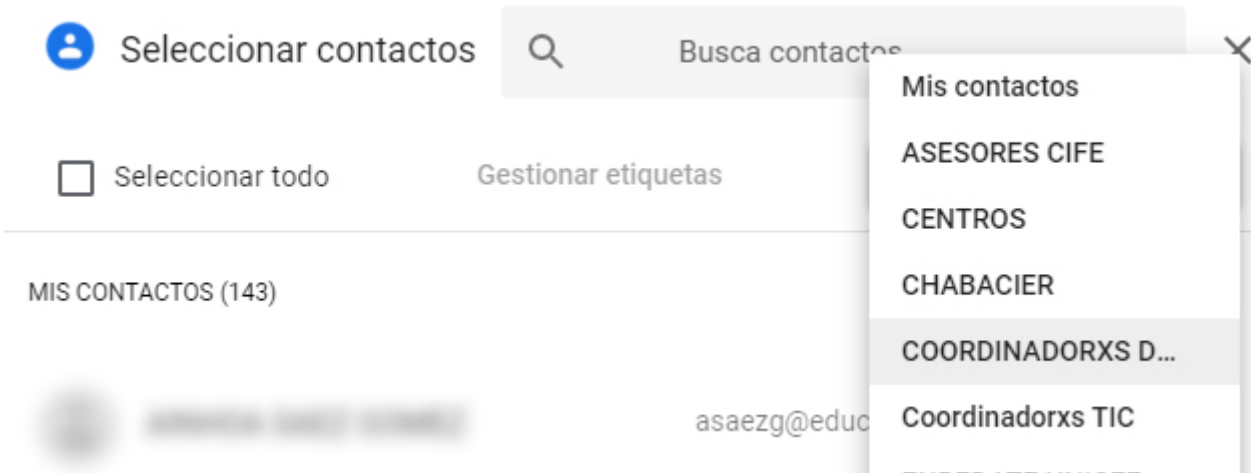 Seleccionar contactos
Busca contactos
Seleccionar todo
Gestionar etiquetas
MIS CONTACTOS (143)
asaezg@educ
Mis contactos
ASESORES CIFE
CENTROS
CHABACIER
COORDINADORXS D...
Coordinadorxs TIC